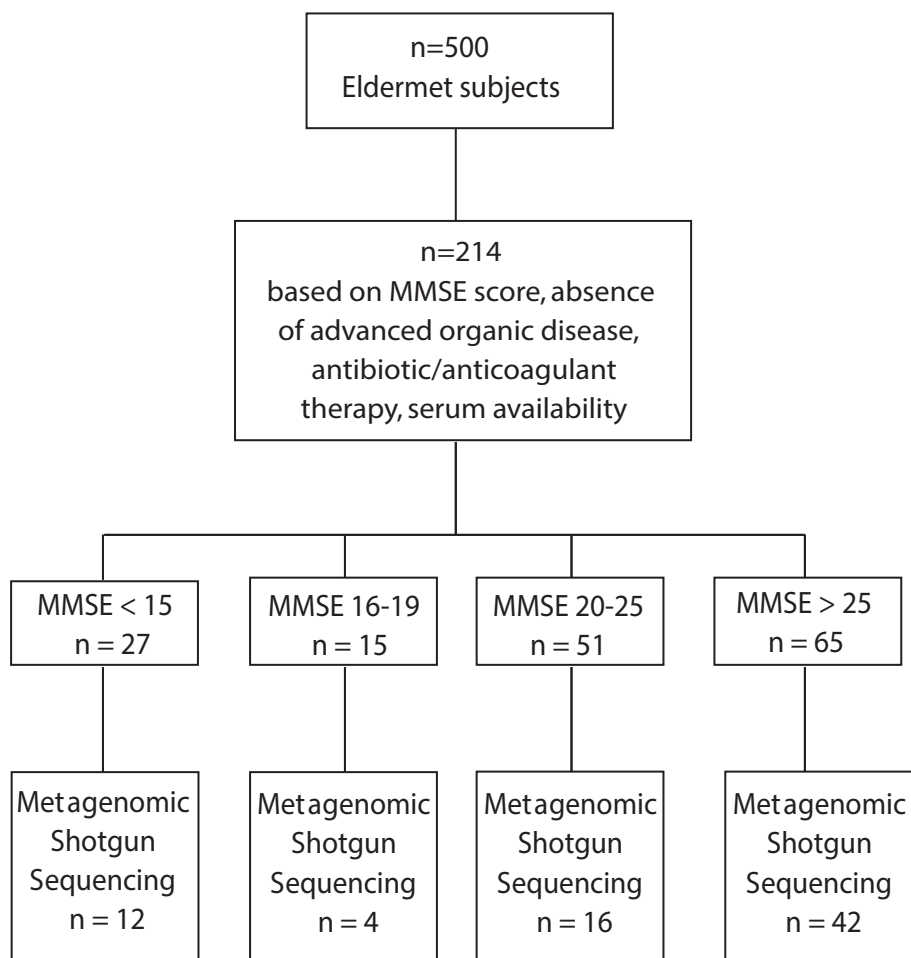 n=500
Eldermet subjects
n=214
based on MMSE score, absence
of advanced organic disease,
antibiotic/anticoagulant
therapy, serum availability
MMSE < 15
n = 27
MMSE 16-19
n = 15
MMSE 20-25
n = 51
MMSE > 25
n = 65
Metagenomic
Shotgun
Sequencing
n = 12
Metagenomic
Shotgun
Sequencing
n = 4
Metagenomic
Shotgun
Sequencing
n = 16
Metagenomic
Shotgun
Sequencing
n = 42